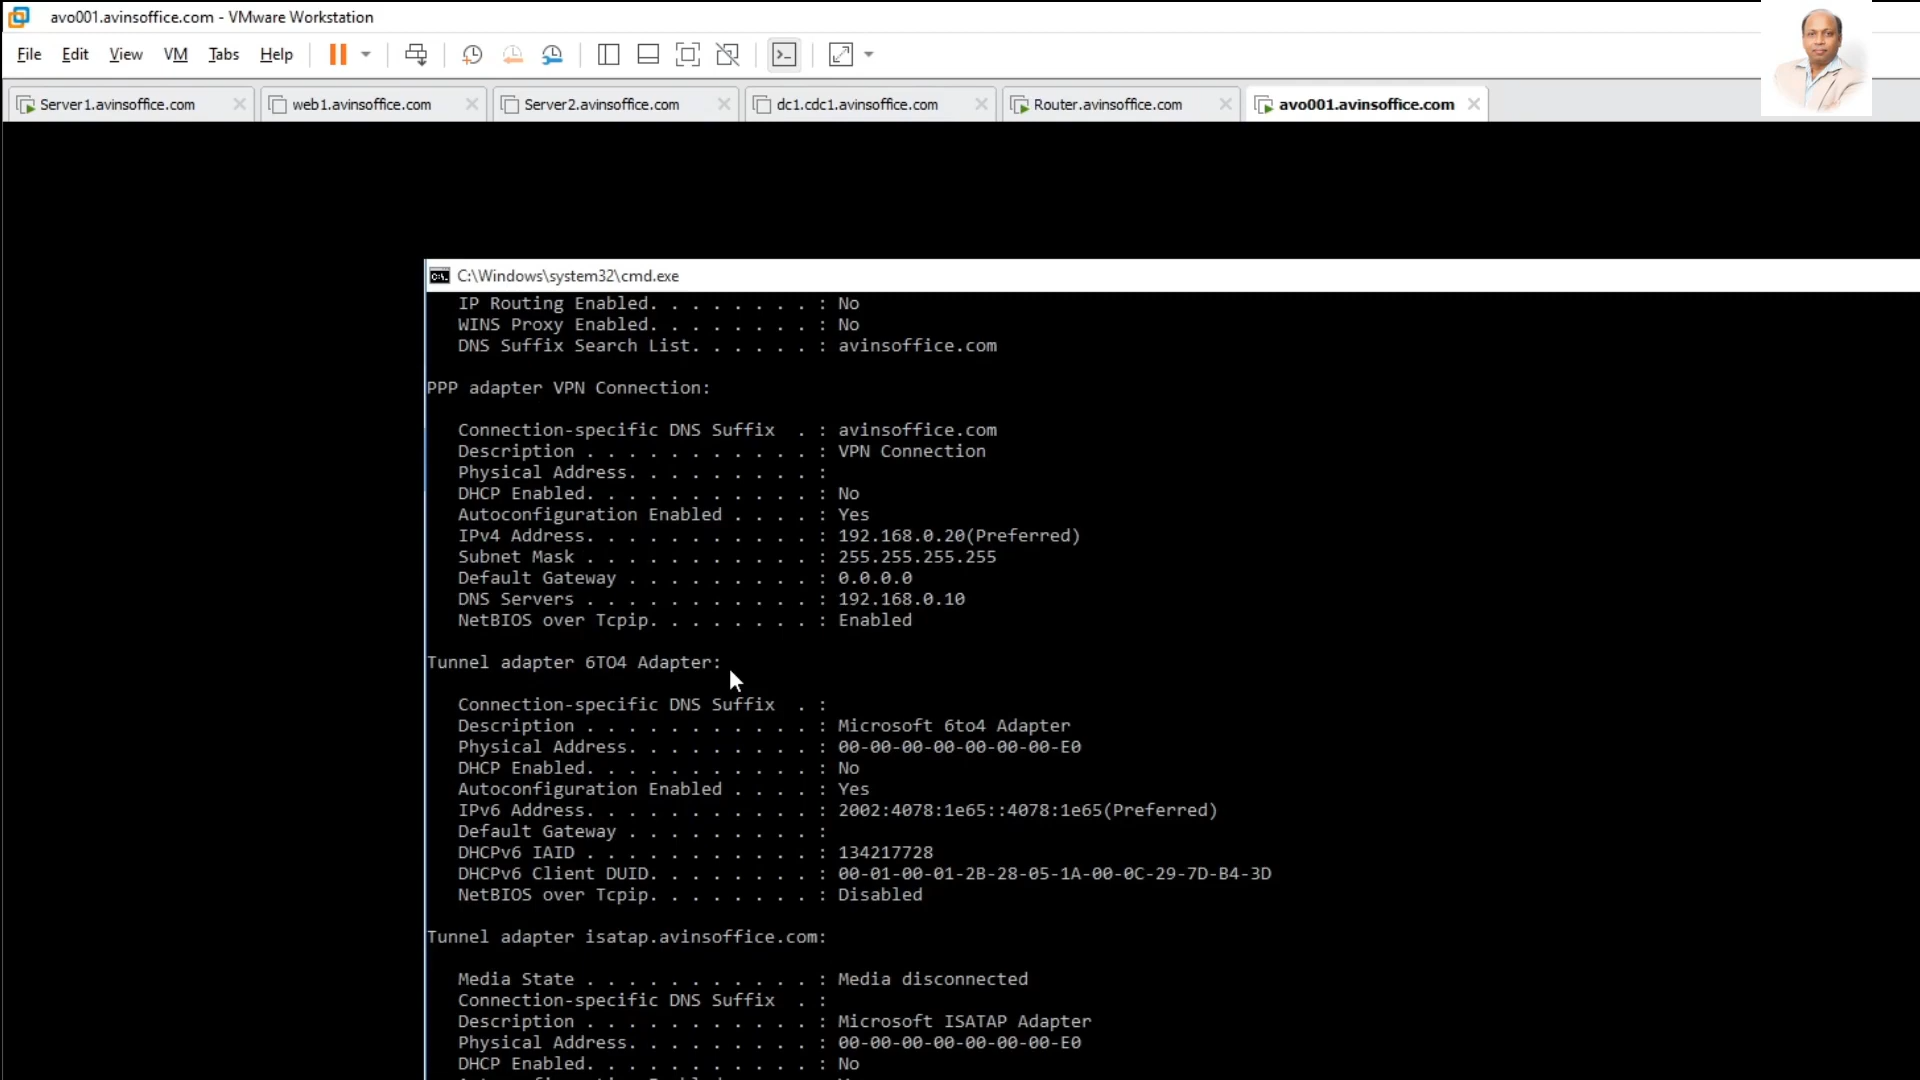 avo001.avinsoffice.com - VMware Workstation
File Edit View VM Tabs Help
Server1.avinsoffice.com web1.avinsoffice.com Server2.avinsoffice.com dc1.cdc1.avinsoffice.com Router.avinsoffice.com avo001.avinsoffice.com
C:\Windows\system32\cmd.exe
IP Routing Enabled. . . . . . . . : No
WINS Proxy Enabled. . . . . . . . : No
DNS Suffix Search List. . . . . . : avinsoffice.com
PPP adapter VPN Connection:
Connection-specific DNS Suffix  . : avinsoffice.com
Description . . . . . . . . . . . : VPN Connection
Physical Address. . . . . . . . . :
DHCP Enabled. . . . . . . . . . . : No
Autoconfiguration Enabled . . . . : Yes
IPv4 Address. . . . . . . . . . . : 192.168.0.20(Preferred)
Subnet Mask . . . . . . . . . . . : 255.255.255.255
Default Gateway . . . . . . . . . : 0.0.0.0
DNS Servers . . . . . . . . . . . : 192.168.0.10
NetBIOS over Tcpip. . . . . . . . : Enabled
Tunnel adapter 6TO4 Adapter:
Connection-specific DNS Suffix  . :
Description . . . . . . . . . . . : Microsoft 6to4 Adapter
Physical Address. . . . . . . . . : 00-00-00-00-00-00-00-E0
DHCP Enabled. . . . . . . . . . . : No
Autoconfiguration Enabled . . . . : Yes
IPv6 Address. . . . . . . . . . . : 2002:4078:1e65::4078:1e65(Preferred)
Default Gateway . . . . . . . . . :
DHCPv6 IAID . . . . . . . . . . . : 134217728
DHCPv6 Client DUID. . . . . . . . : 00-01-00-01-2B-28-05-1A-00-0C-29-7D-B4-3D
NetBIOS over Tcpip. . . . . . . . : Disabled
Tunnel adapter isatap.avinsoffice.com:
Media State . . . . . . . . . . . : Media disconnected
Connection-specific DNS Suffix  . :
Description . . . . . . . . . . . : Microsoft ISATAP Adapter
Physical Address. . . . . . . . . : 00-00-00-00-00-00-00-E0
DHCP Enabled. . . . . . . . . . . : No